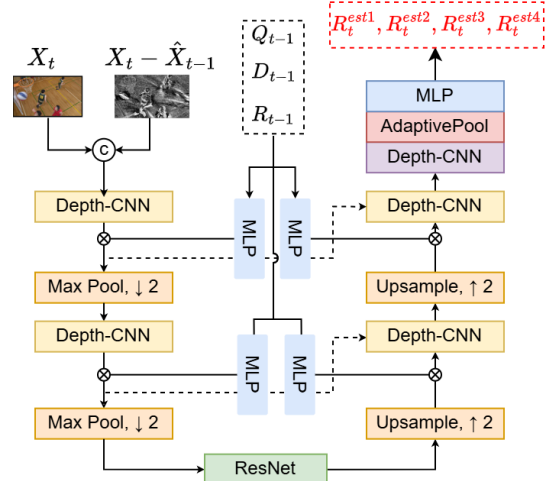 R_t^{est1}, R_t^{est2}, R_t^{est3}, R_t^{est4}
X_t
X_t − X̂_{t−1}
Q_{t−1}
D_{t−1}
R_{t−1}
C
MLP
AdaptivePool
Depth-CNN
Depth-CNN
MLP
MLP
Depth-CNN
Max Pool, ↓ 2
Upsample, ↑ 2
Depth-CNN
MLP
MLP
Depth-CNN
Max Pool, ↓ 2
Upsample, ↑ 2
ResNet